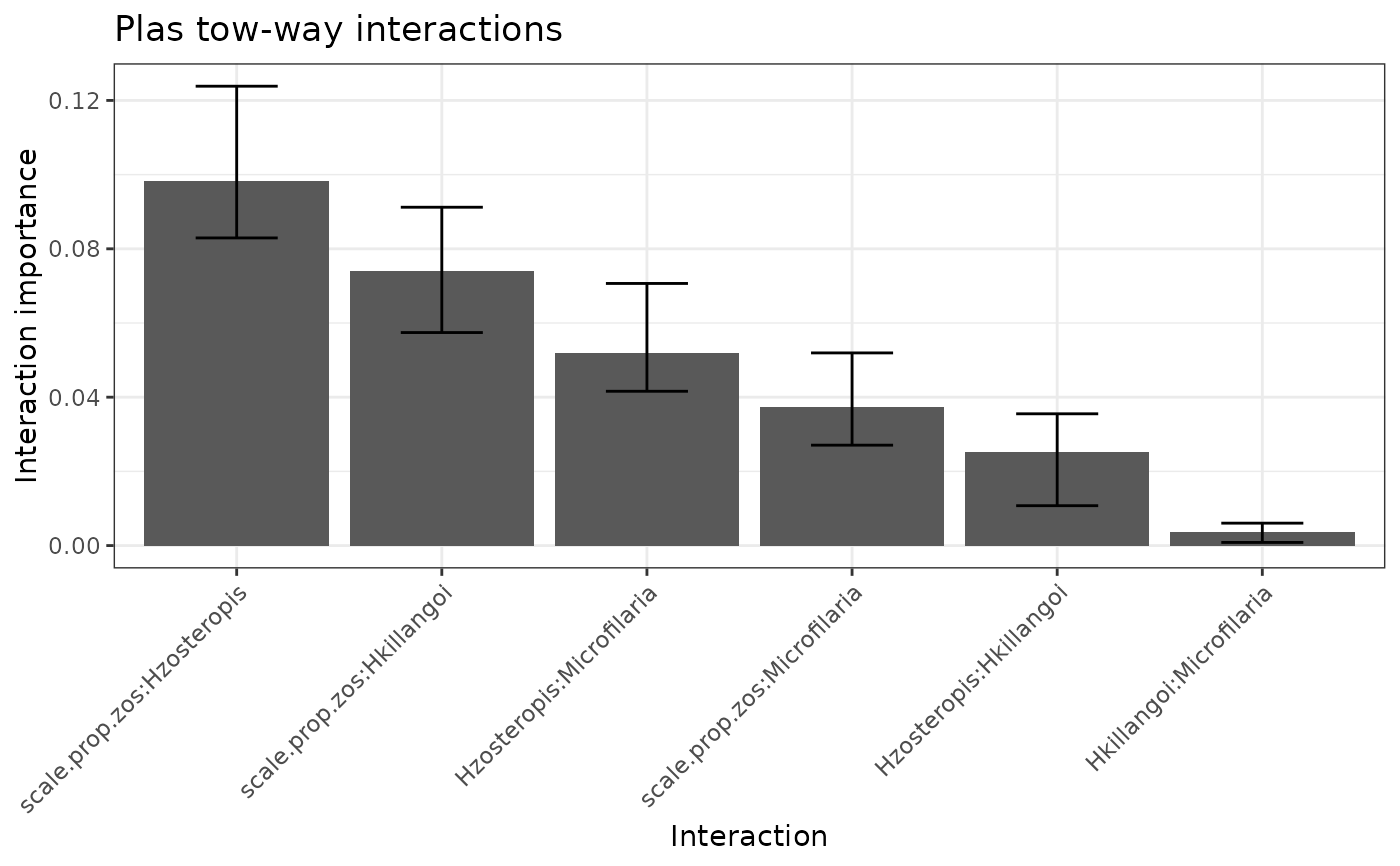 Plas tow-way interactions
Interaction importance
0.12
0.08
0.04
0.00
scale.prop.zos:Hzosteropis
scale.prop.zos:Hkillangoi
Hzosteropis:Microfilaria
scale.prop.zos:Microfilaria
Hzosteropis:Hkillangoi
Hkillangoi:Microfilaria
Interaction